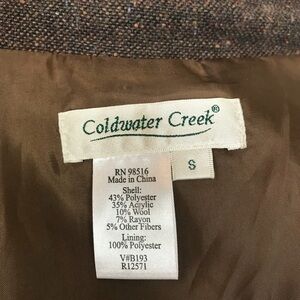 Coldwater Creek®
S
RN 98516
Made in China
Shell:
43% Polyester
35% Acrylic
10% Wool
7% Rayon
5% Other Fibers
Lining:
100% Polyester
V#B193
R12571